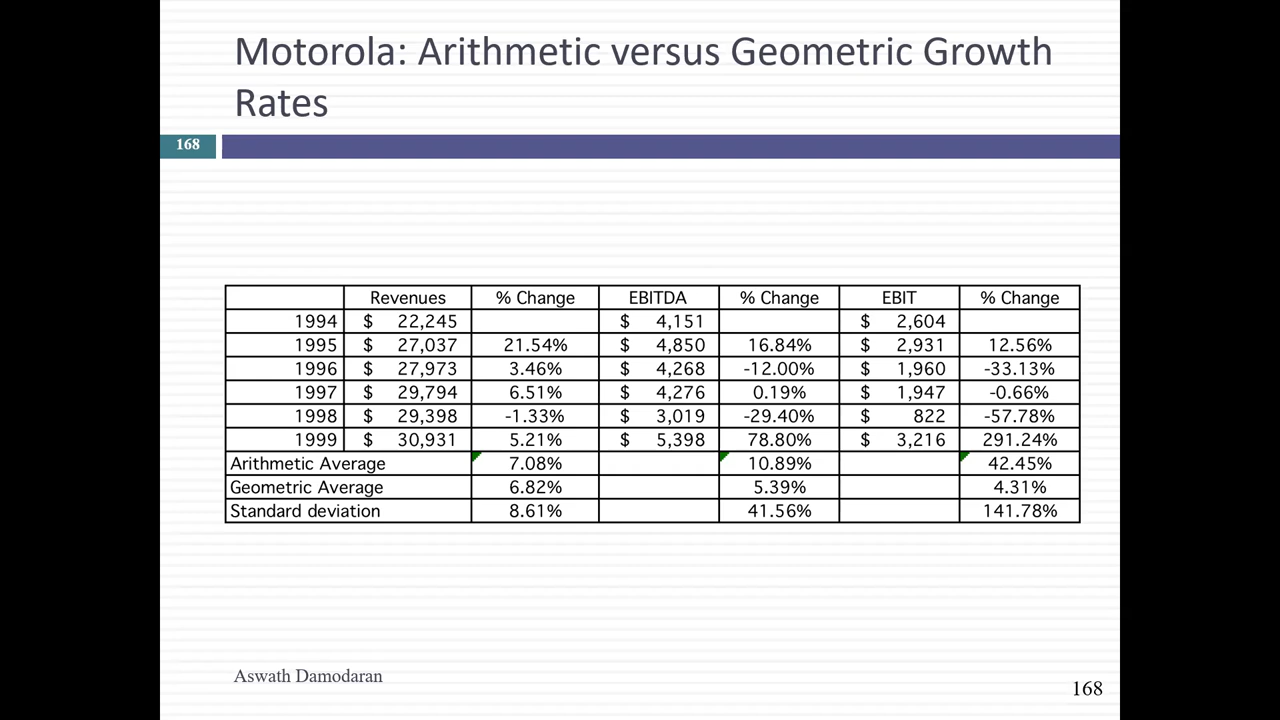 Motorola: Arithmetic versus Geometric Growth
Rates
168
Revenues % Change EBITDA % Change EBIT % Change
1994 $ 22,245 $ 4,151 $ 2,604
1995 $ 27,037 21.54% $ 4,850 16.84% $ 2,931 12.56%
1996 $ 27,973 3.46% $ 4,268 -12.00% $ 1,960 -33.13%
1997 $ 29,794 6.51% $ 4,276 0.19% $ 1,947 -0.66%
1998 $ 29,398 -1.33% $ 3,019 -29.40% $ 822 -57.78%
1999 $ 30,931 5.21% $ 5,398 78.80% $ 3,216 291.24%
Arithmetic Average 7.08% 10.89% 42.45%
Geometric Average 6.82% 5.39% 4.31%
Standard deviation 8.61% 41.56% 141.78%
Aswath Damodaran
168